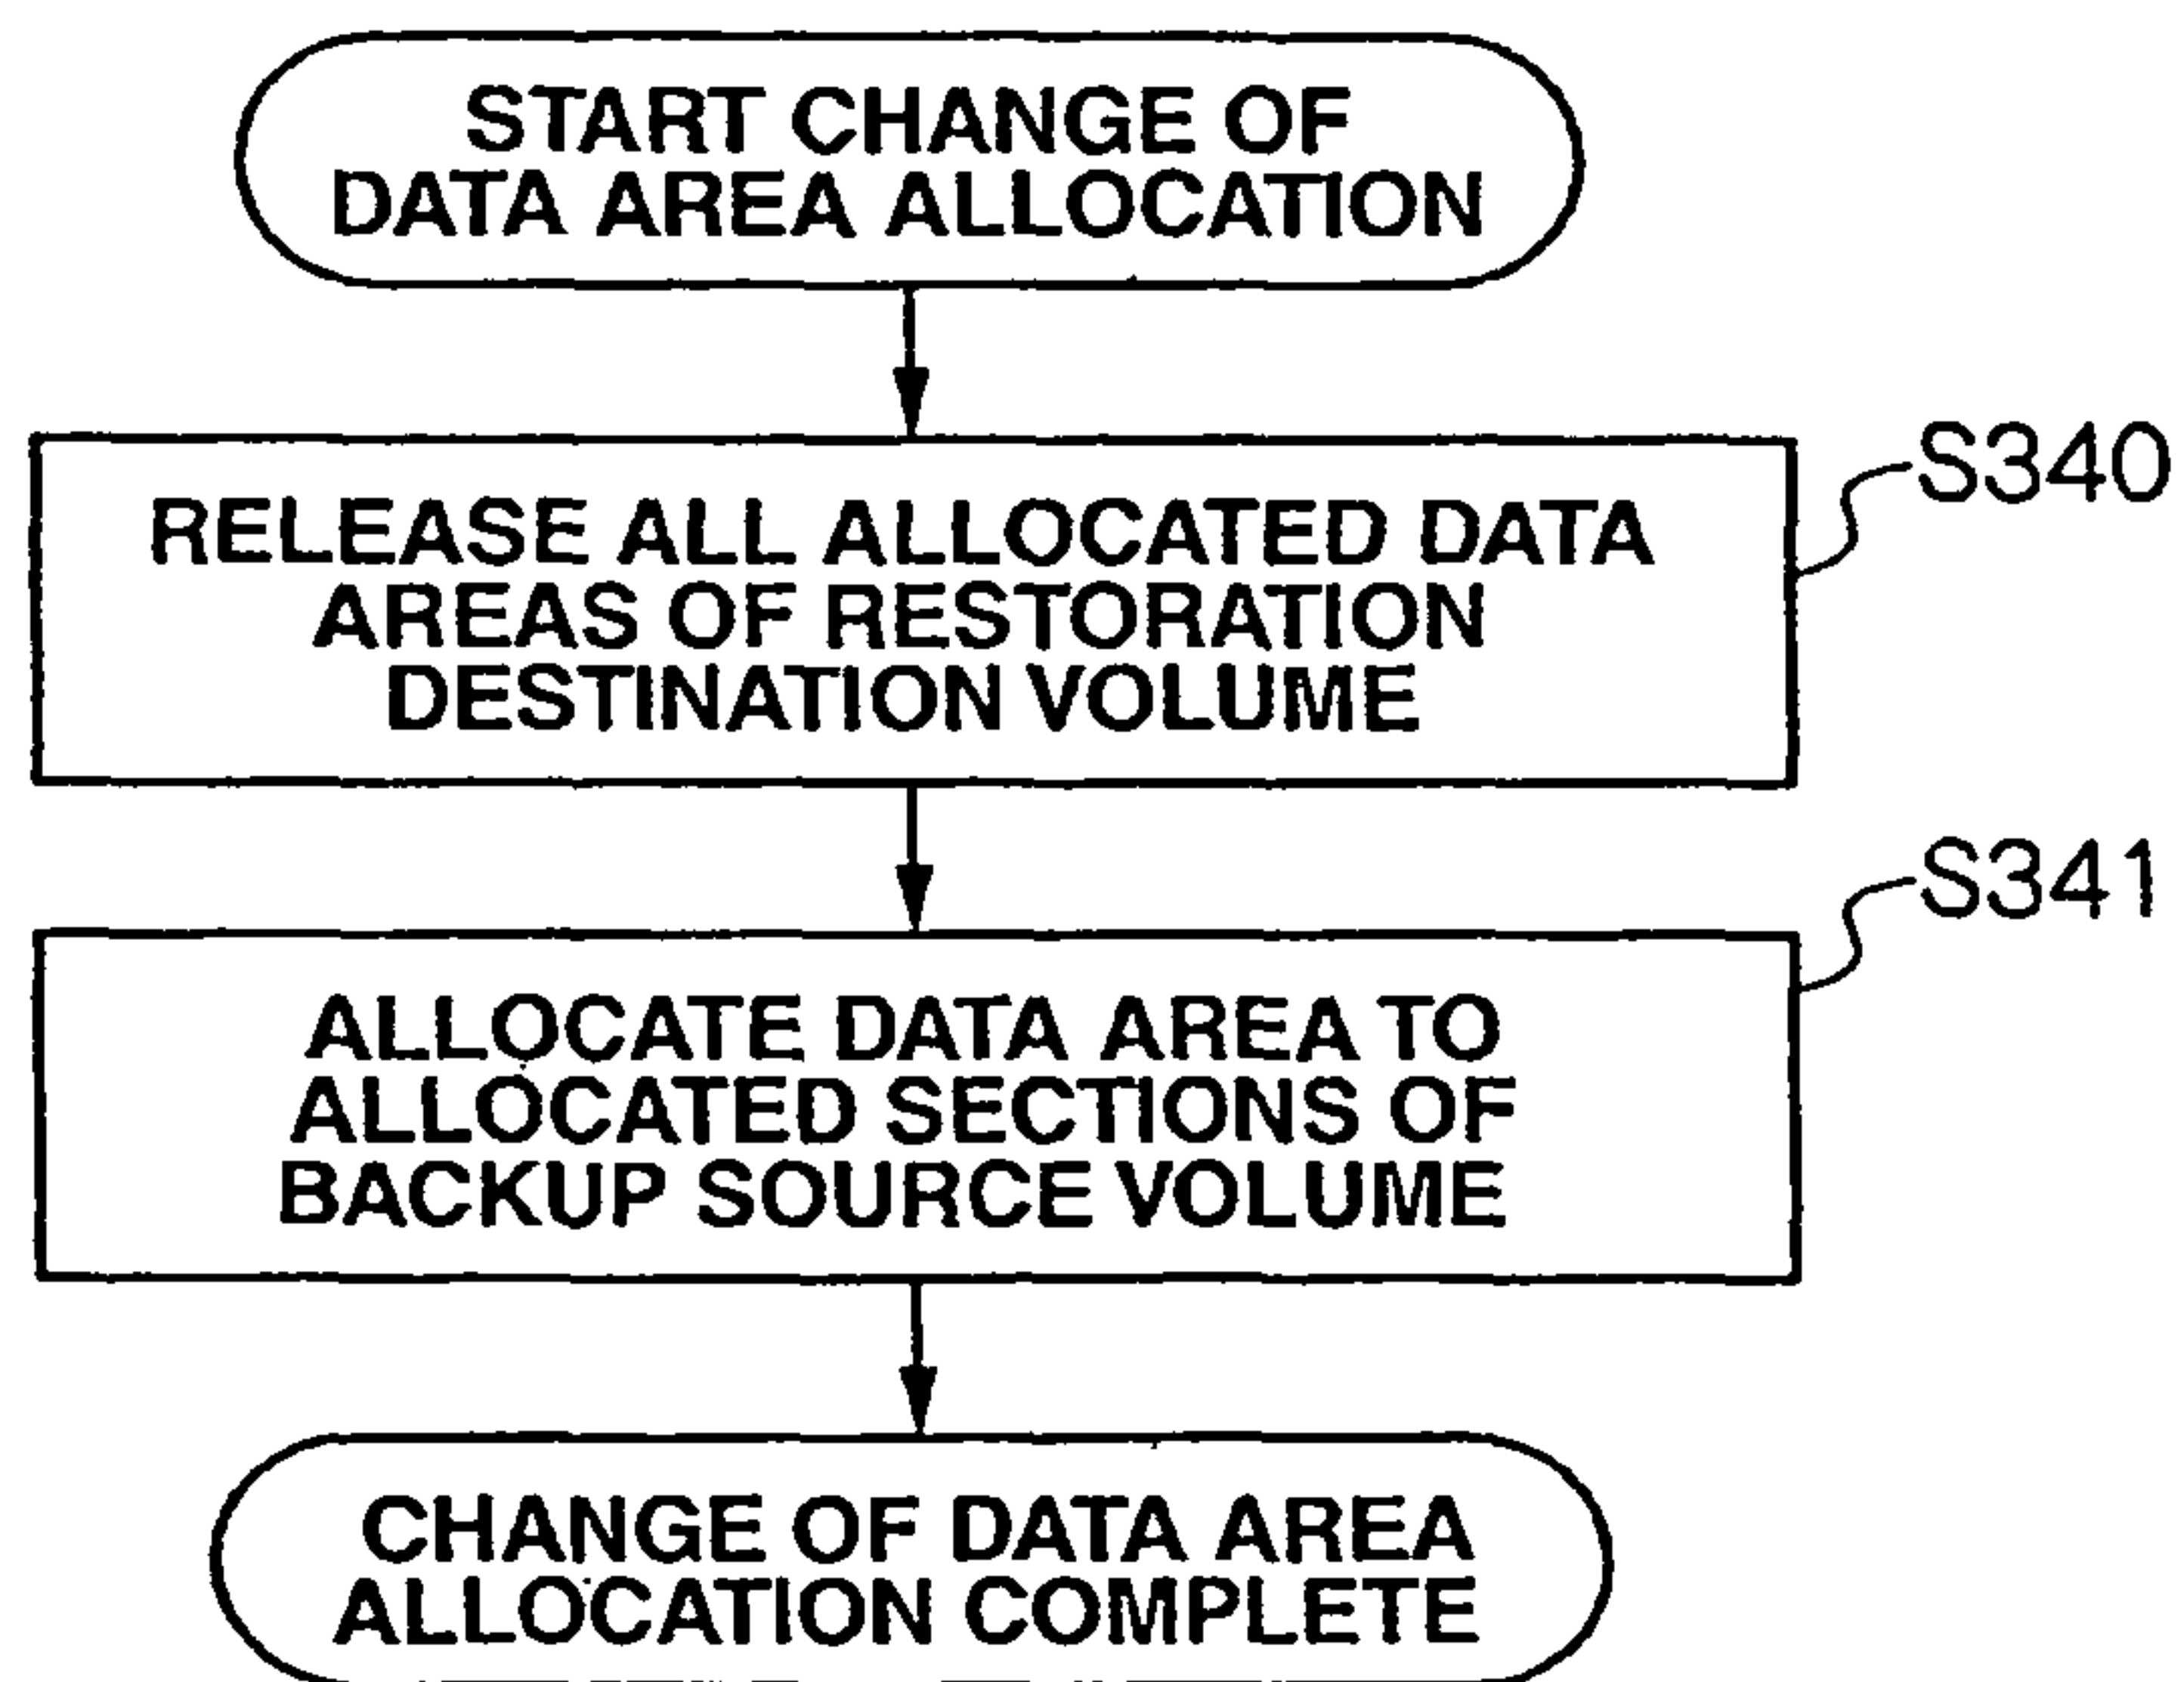 START CHANGE OF
DATA AREA ALLOCATION
S340
RELEASE ALL ALLOCATED DATA
AREAS OF RESTORATION
DESTINATION VOLUME
S341
ALLOCATE DATA AREA TO
ALLOCATED SECTIONS OF
BACKUP SOURCE VOLUME
CHANGE OF DATA AREA
ALLOCATION COMPLETE